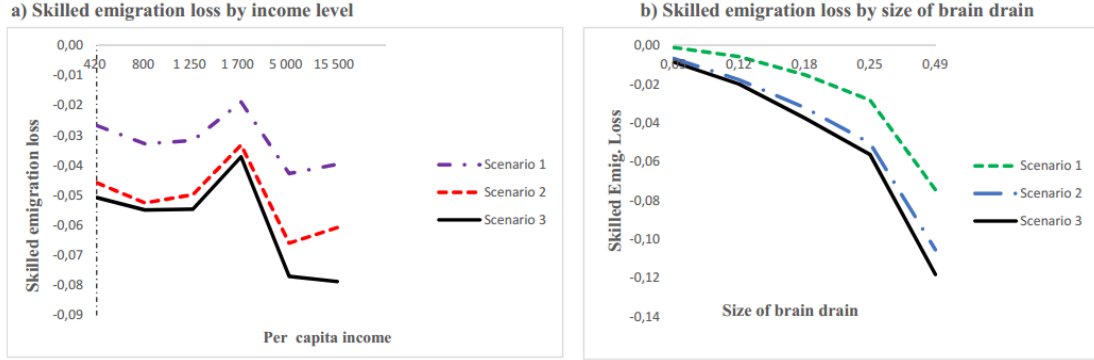 a) Skilled emigration loss by income level
Skilled emigration loss
0,00
-0,01
-0,02
-0,03
-0,04
-0,05
-0,06
-0,07
-0,08
-0,09
420 800 1 250 1 700 5 000 15 500
Per capita income
Scenario 1
Scenario 2
Scenario 3
b) Skilled emigration loss by size of brain drain
Skilled Emig. Loss
0,00
-0,02
-0,04
-0,06
-0,08
-0,10
-0,12
-0,14
0,12 0,18 0,25 0,49
Size of brain drain
Scenario 1
Scenario 2
Scenario 3